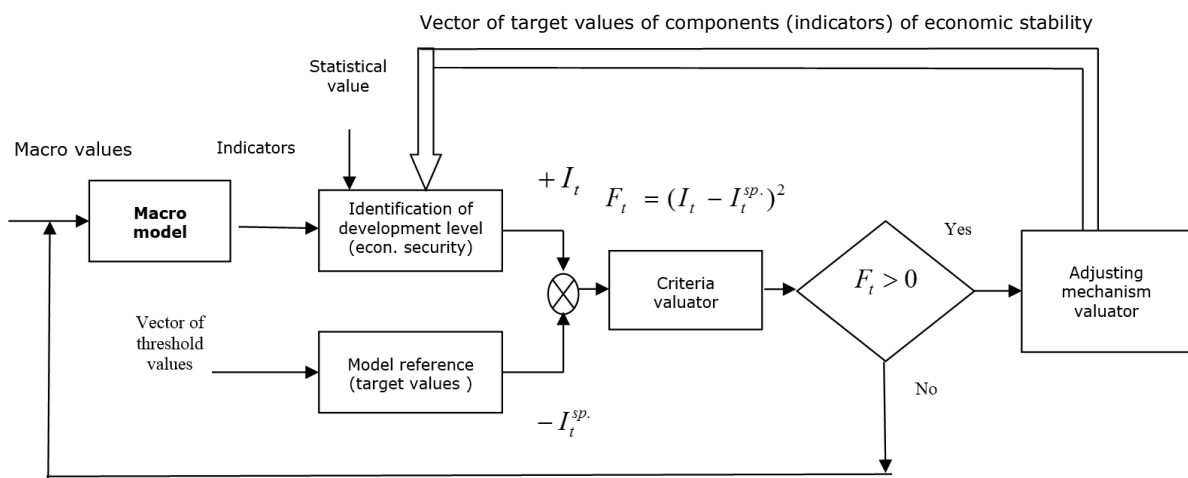 Vector of target values of components (indicators) of economic stability
Statistical
value
Macro values
Indicators
Macro
model
Identification of
development level
(econ. security)
+ I_t
F_t = (I_t − I_t^{sp.})^2
Criteria
valuator
F_t > 0
Yes
Adjusting
mechanism
valuator
Vector of
threshold
values
Model reference
(target values )
− I_t^{sp.}
No